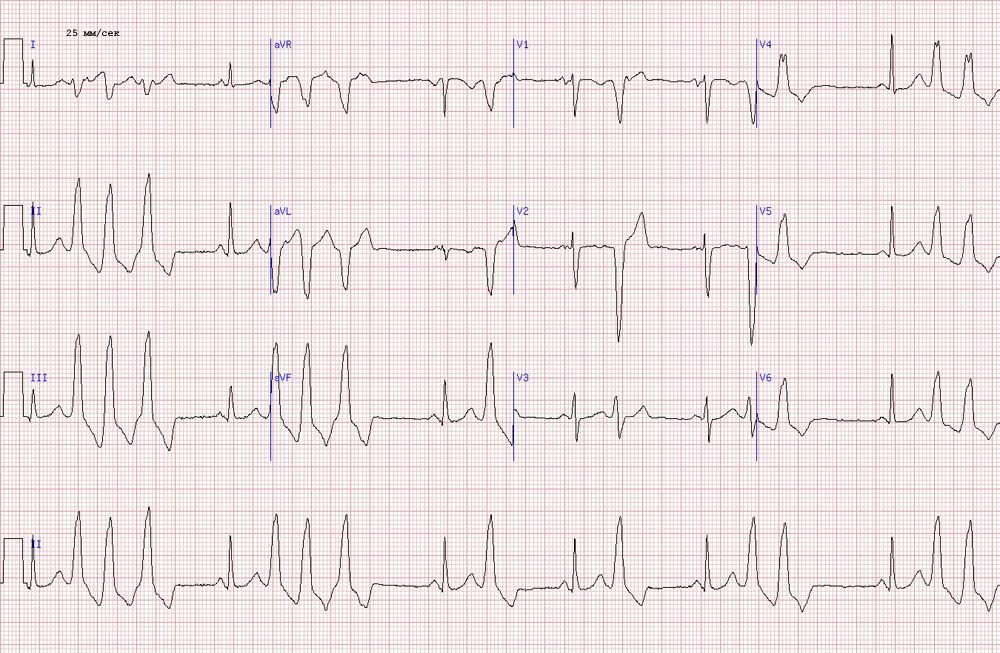 25 мм/сек
I aVR V1 V4
II aVL V2 V5
III aVF V3 V6
II